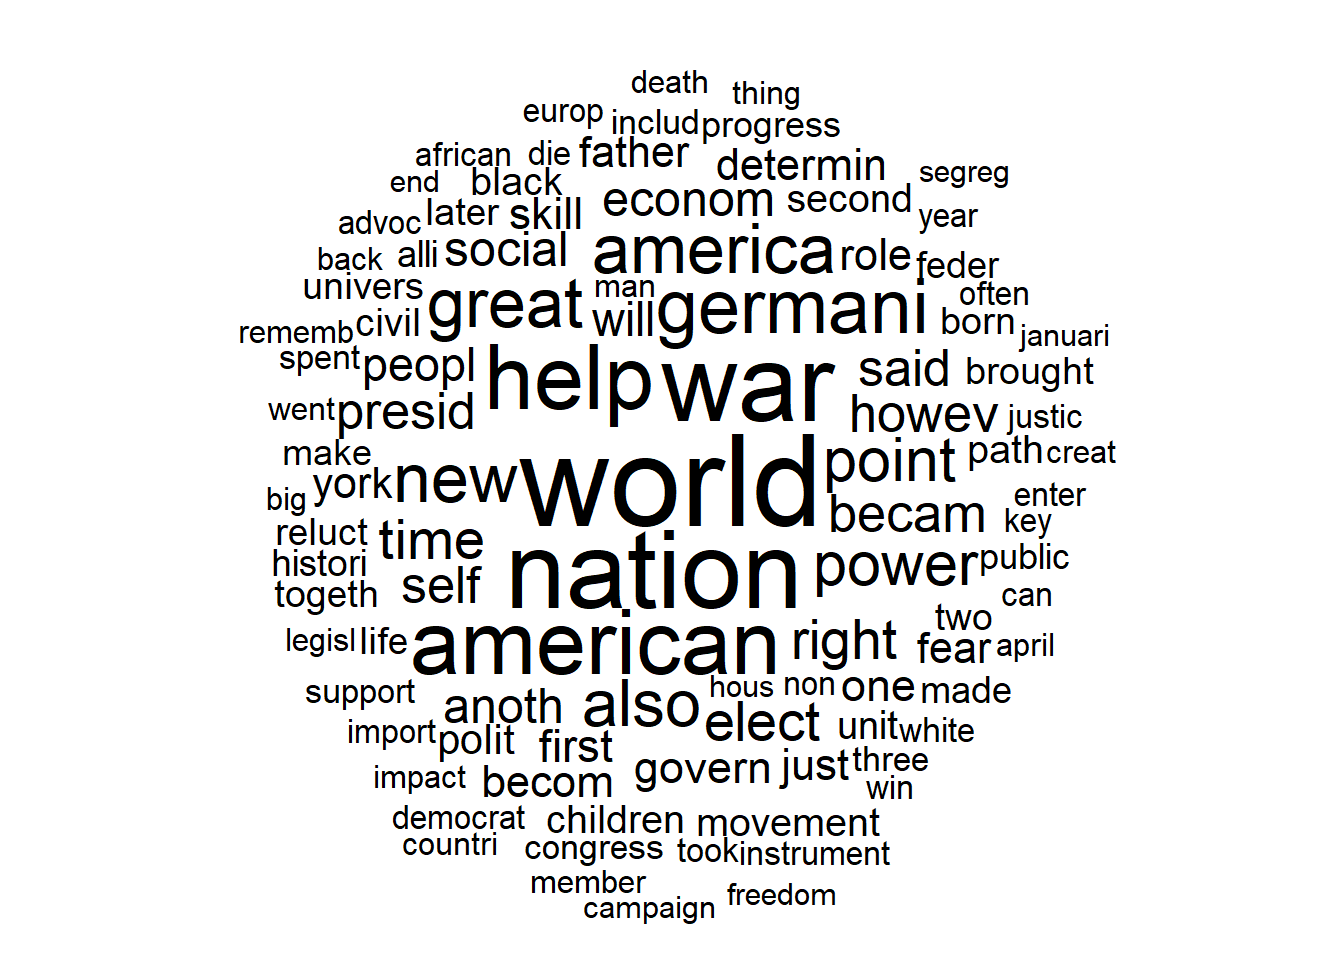 death thing
europ includ progress
african die father determin segreg
end black econom second
advoc later skill year
back alli social america role feder
univers great man germani often
rememb civil will born januari
spent peopl help war said brought
went presid howev justic
make york new world point path creat
big becam enter
reluct time nation key
histori self power public
togeth can
legisl life american right two
fear april
support anoth also hous non one made
import polit first elect unit white
impact becom govern just three
win
democrat children movement
countri congress took instrument
member freedom
campaign